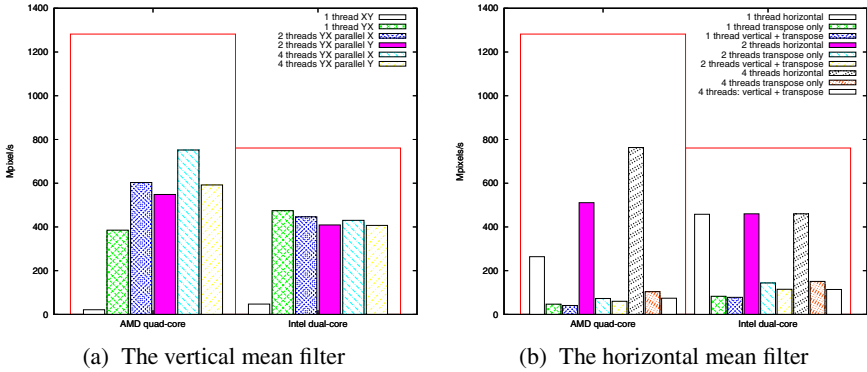 1400
1200
1000
800
600
400
200
0
Mpixel/s
AMD quad-core
Intel dual-core
1 thread XY
1 thread YX
2 threads YX parallel X
2 threads YX parallel Y
4 threads YX parallel X
4 threads YX parallel Y
(a) The vertical mean filter
1400
1200
1000
800
600
400
200
0
Mpixels/s
AMD quad-core
Intel dual-core
1 thread horizontal
1 thread transpose only
1 thread vertical + transpose
2 threads horizontal
2 threads transpose only
2 threads vertical + transpose
4 threads horizontal
4 threads transpose only
4 threads: vertical + transpose
(b) The horizontal mean filter